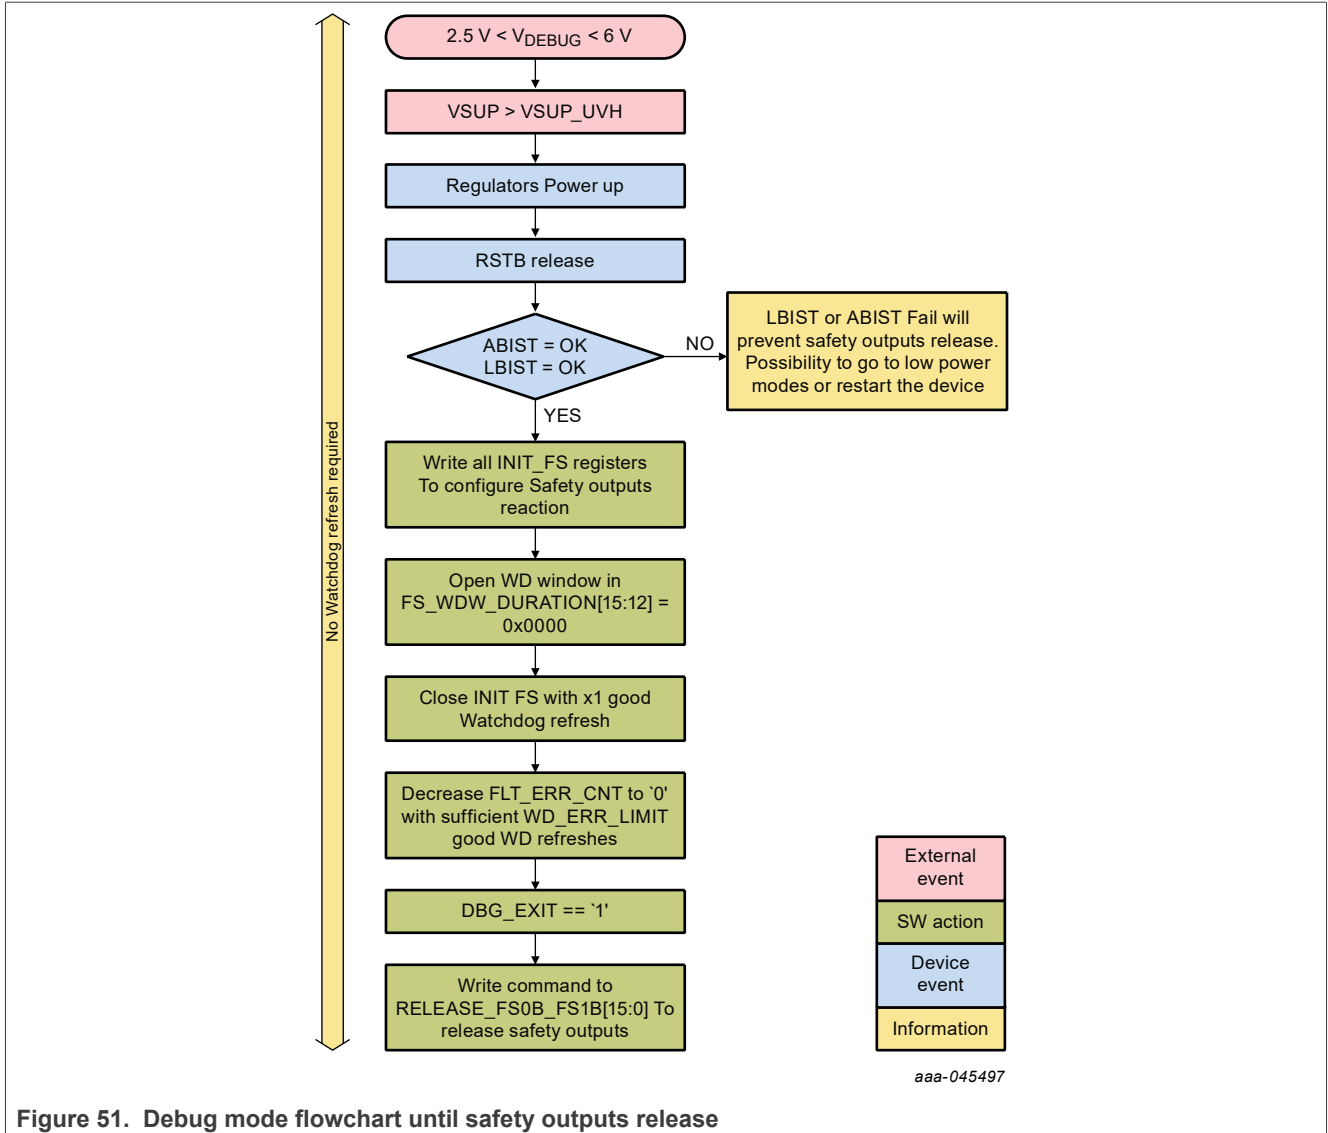 2.5 V < VDEBUG < 6 V
VSUP > VSUP_UVH
Regulators Power up
RSTB release
ABIST = OK
LBIST = OK
NO
LBIST or ABIST Fail will
prevent safety outputs release.
Possibility to go to low power
modes or restart the device
YES
Write all INIT_FS registers
To configure Safety outputs
reaction
Open WD window in
FS_WDW_DURATION[15:12] =
0x0000
Close INIT FS with x1 good
Watchdog refresh
Decrease FLT_ERR_CNT to `0'
with sufficient WD_ERR_LIMIT
good WD refreshes
DBG_EXIT == `1'
Write command to
RELEASE_FS0B_FS1B[15:0] To
release safety outputs
No Watchdog refresh required
External
event
SW action
Device
event
Information
aaa-045497
Figure 51. Debug mode flowchart until safety outputs release